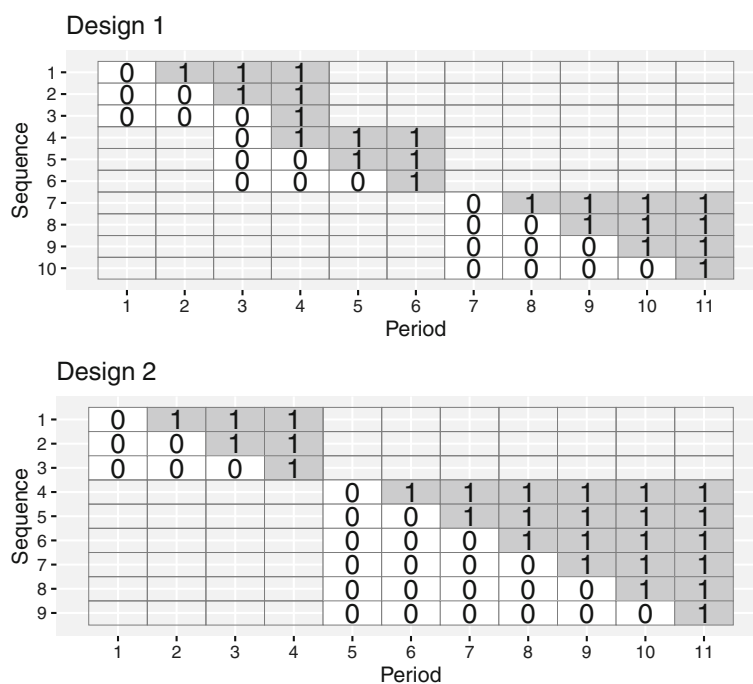 Design 1
1 0 1 1 1
2 0 0 1 1
3 0 0 0 1
4 0 1 1 1
5 0 0 1 1
6 0 0 0 1
7 0 1 1 1 1
8 0 0 1 1 1
9 0 0 0 1 1
10 0 0 0 0 1
Sequence
1 2 3 4 5 6 7 8 9 10 11
Period
Design 2
1 0 1 1 1
2 0 0 1 1
3 0 0 0 1
4 0 1 1 1 1 1 1
5 0 0 1 1 1 1 1
6 0 0 0 1 1 1 1
7 0 0 0 0 1 1 1
8 0 0 0 0 0 1 1
9 0 0 0 0 0 0 1
Sequence
1 2 3 4 5 6 7 8 9 10 11
Period